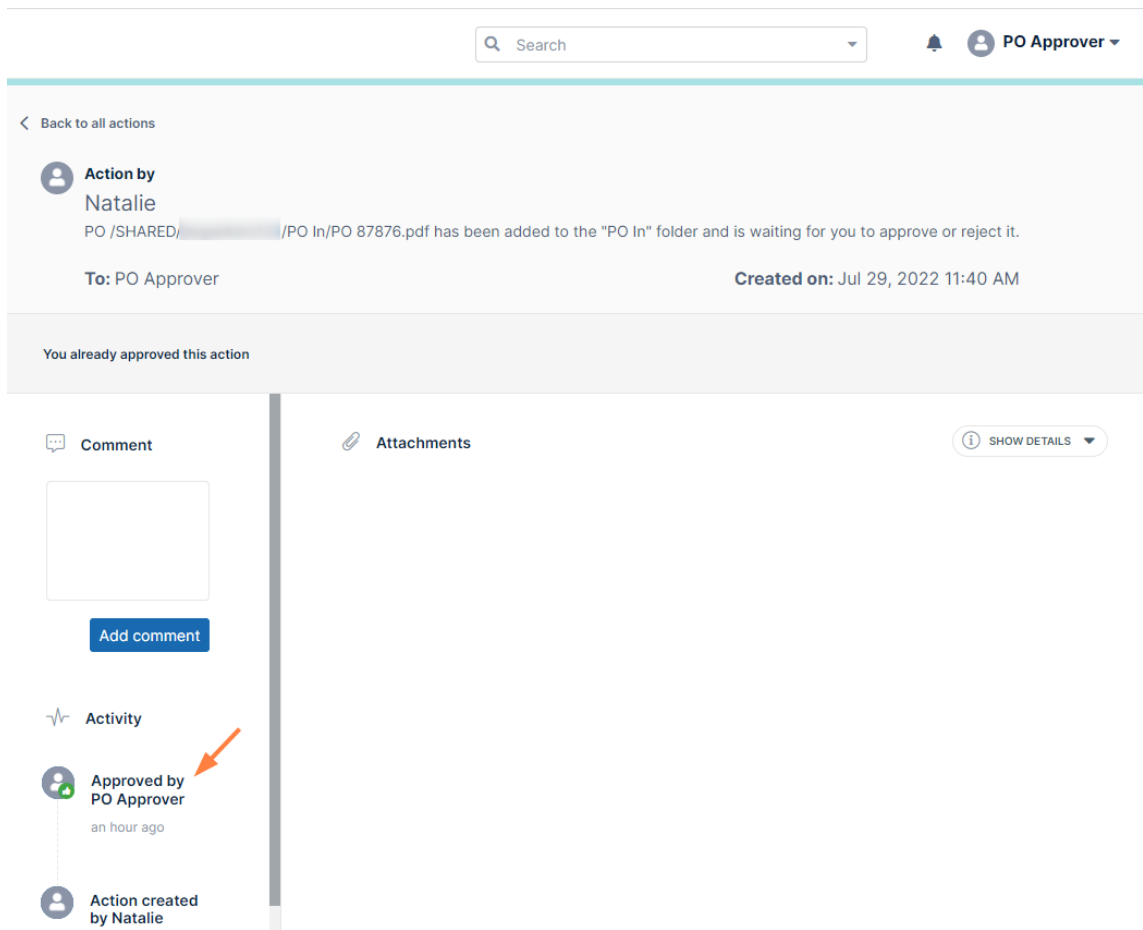 Search
PO Approver
Back to all actions
Action by
Natalie
PO /SHARED/ /PO In/PO 87876.pdf has been added to the "PO In" folder and is waiting for you to approve or reject it.
To: PO Approver Created on: Jul 29, 2022 11:40 AM
You already approved this action
Comment
Attachments
SHOW DETAILS
Add comment
Activity
Approved by
PO Approver
an hour ago
Action created
by Natalie